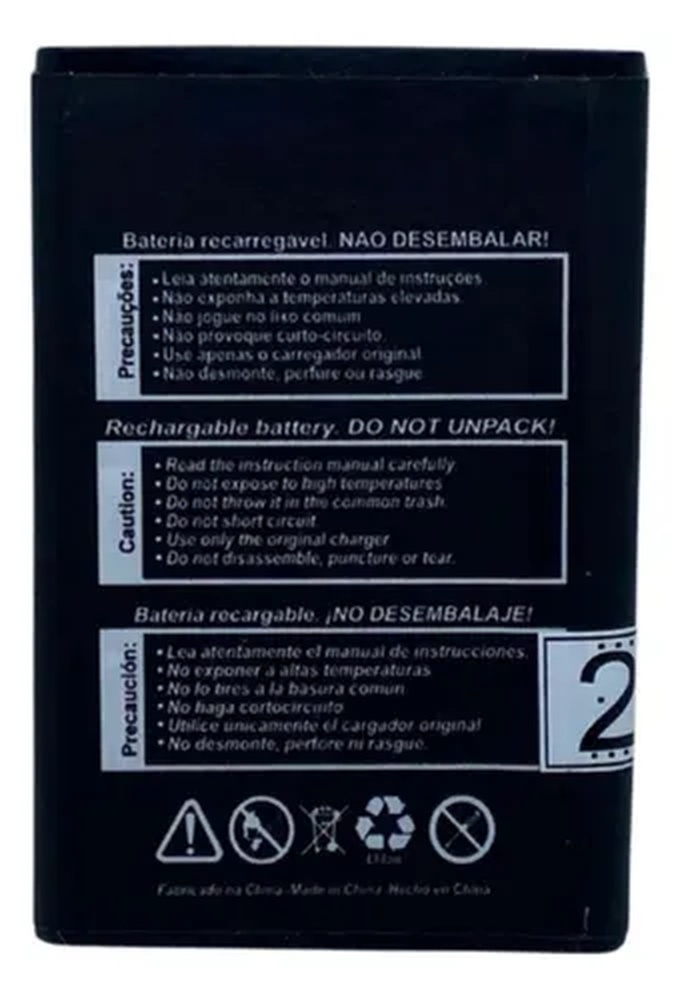 Bateria recarregável. NAO DESEMBALAR!
Precauções:
▪ Leia atentamente o manual de instruções
▪ Não exponha a temperaturas elevadas
▪ Não jogue no lixo comum
▪ Não provoque curto-circuito.
▪ Use apenas o carregador original
▪ Não desmonte, perfure ou rasgue
Rechargable battery. DO NOT UNPACK!
Caution:
• Read the instruction manual carefully
• Do not expose to high temperatures
• Do not throw it in the common trash.
• Do not short circuit
• Use only the original charger
• Do not disassemble, puncture or tear.
Bateria recargable. ¡NO DESEMBALAJE!
Precaución:
• Lea atentamente el manual de instrucciones.
• No exponer a altas temperaturas
• No lo tires a la basura comun
• No haga cortocircuito
• Utilice unicamente el cargador original
• No desmonte, perfore ni rasgue.
2
Li-Ion
Fabricado na China -Made in China -Hecho en China